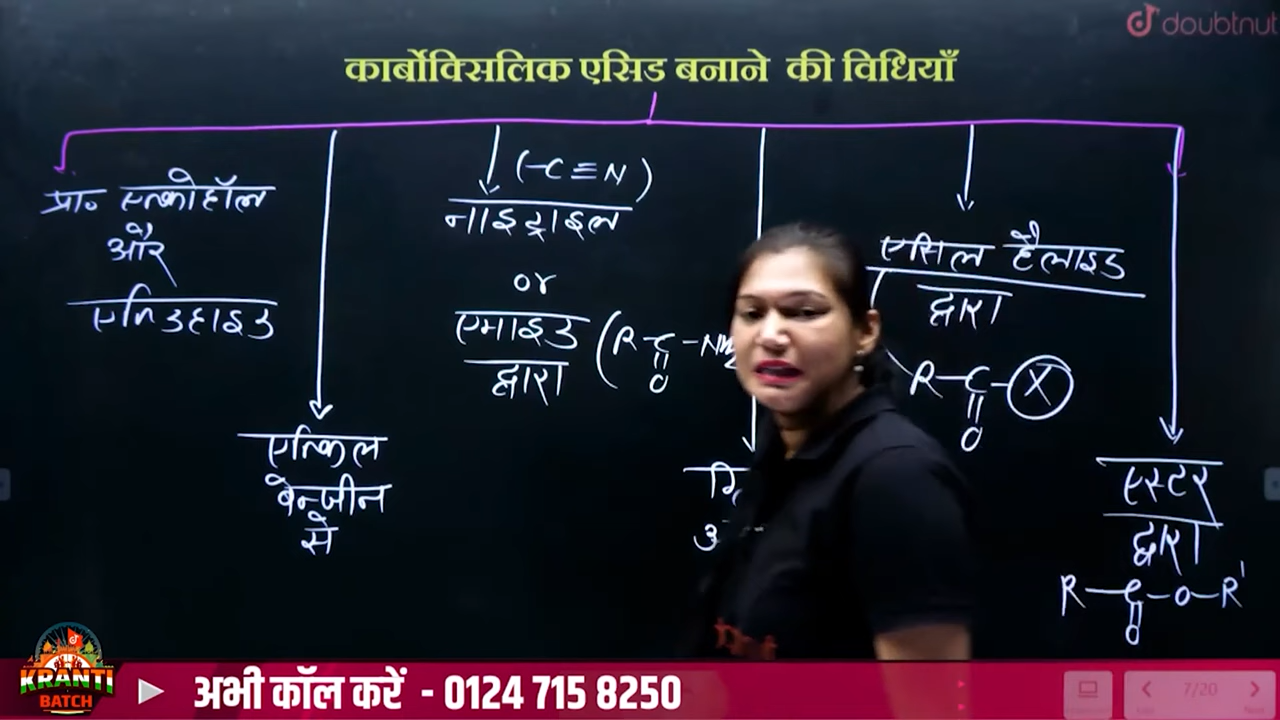 doubtnut
कार्बोक्सिलिक एसिड बनाने की विधियाँ
प्रा० एल्कोहॉल
और
एल्डिहाइड
एल्किल
बेन्जीन
से
(-C≡N)
नाइट्राइल
or
एमाइड (R-C-NH2
द्वारा
O
एसिल हैलाइड
द्वारा
R-C-X
O
एस्टर
द्वारा
R-C-O-R'
O
KRANTI
BATCH
अभी कॉल करें - 0124 715 8250
7/20